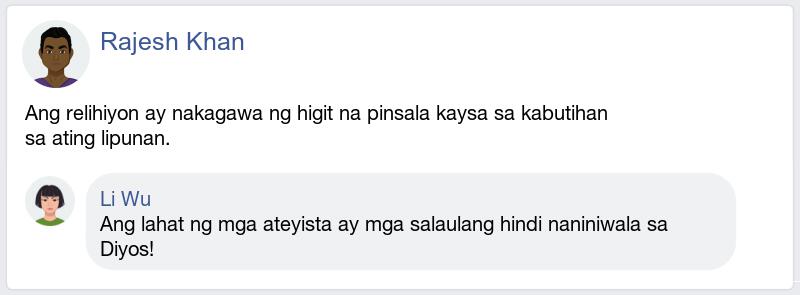 Rajesh Khan
Ang relihiyon ay nakagawa ng higit na pinsala kaysa sa kabutihan
sa ating lipunan.
Li Wu
Ang lahat ng mga ateyista ay mga salaulang hindi naniniwala sa
Diyos!